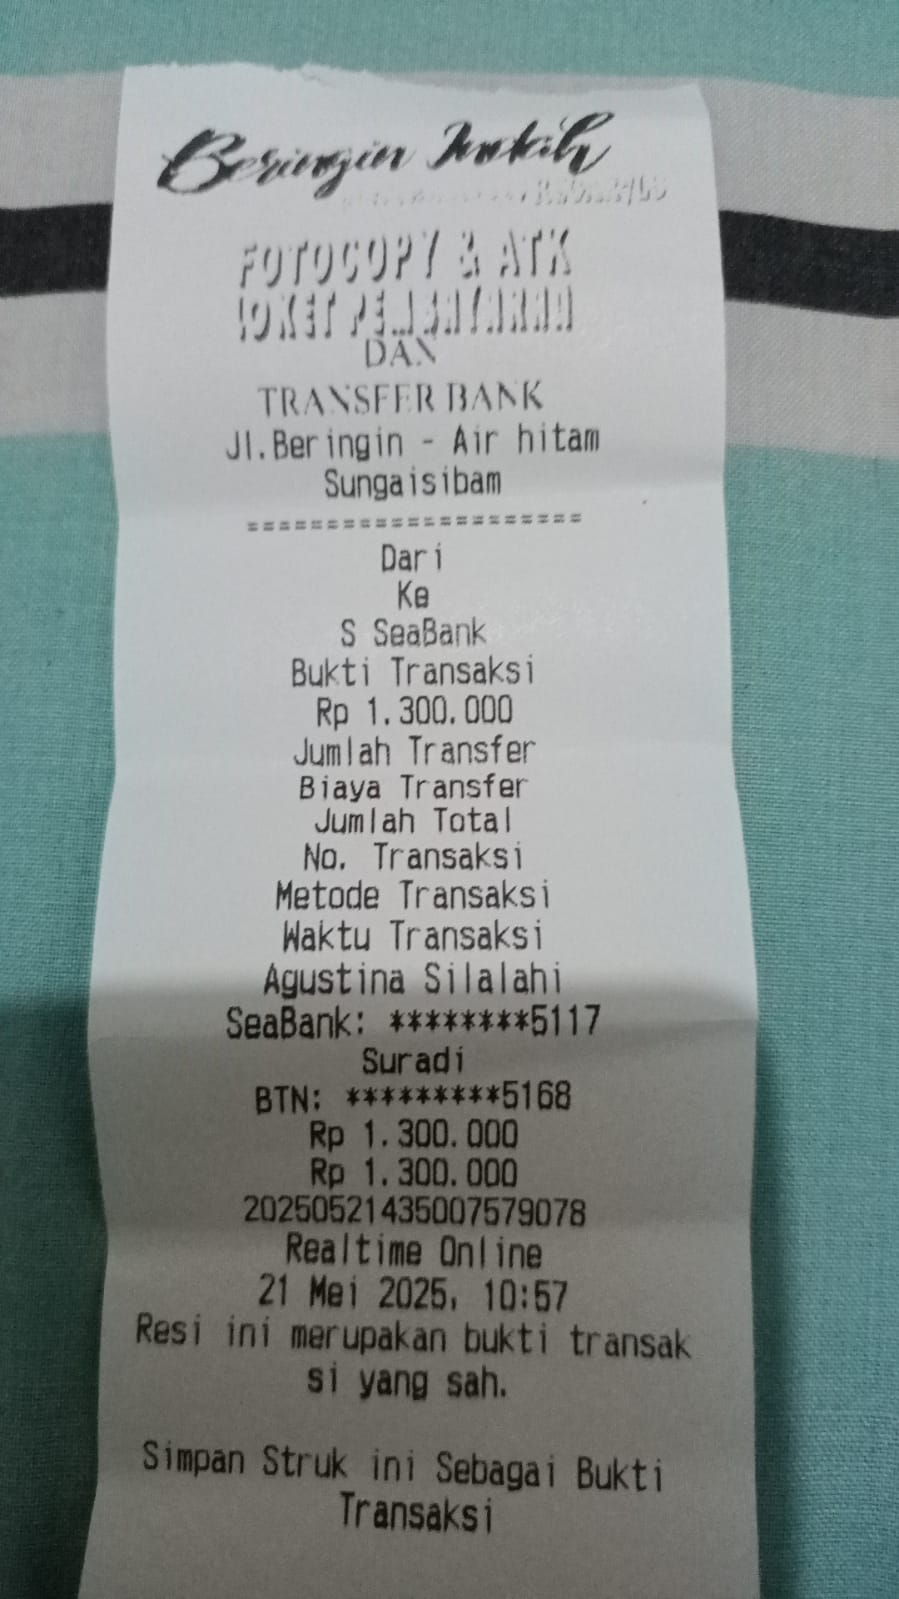 Beringin Indah
FOTOCOPY & ATK
LOKET PEMBAYARAN
DAN
TRANSFER BANK
Jl.Beringin - Air hitam
Sungaisibam
=====================
Dari
Ke
S SeaBank
Bukti Transaksi
Rp 1.300.000
Jumlah Transfer
Biaya Transfer
Jumlah Total
No. Transaksi
Metode Transaksi
Waktu Transaksi
Agustina Silalahi
SeaBank: ********5117
Suradi
BTN: *********5168
Rp 1.300.000
Rp 1.300.000
20250521435007579078
Realtime Online
21 Mei 2025, 10:57
Resi ini merupakan bukti transak
si yang sah.
Simpan Struk ini Sebagai Bukti
Transaksi